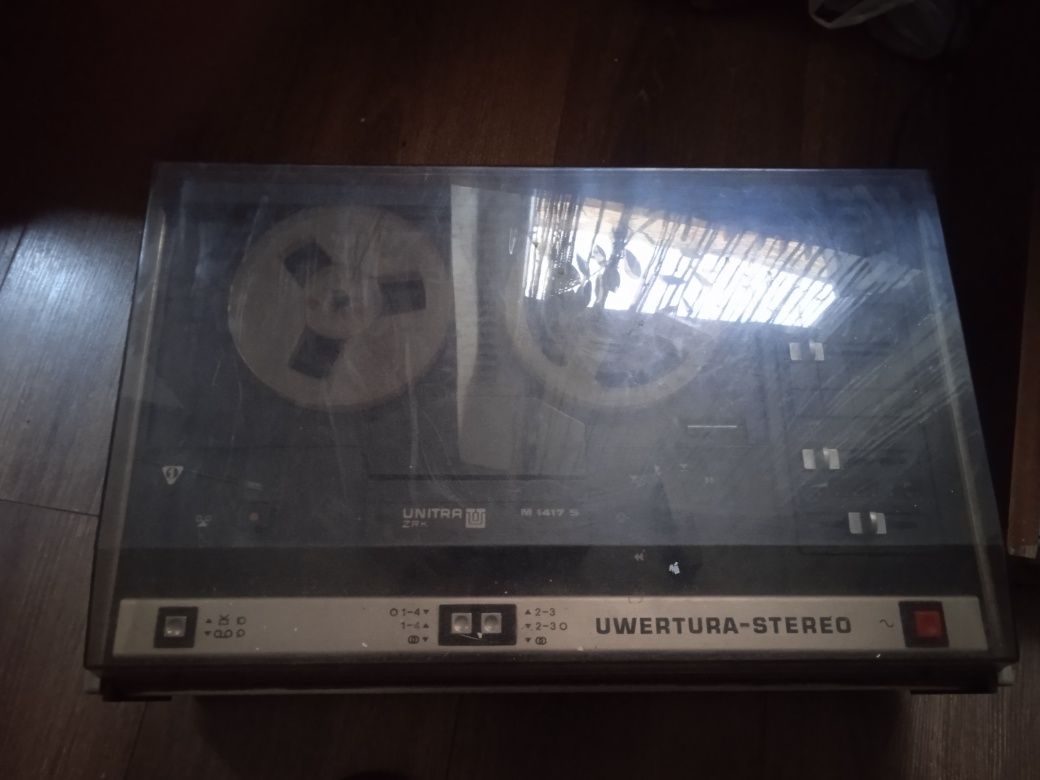 UNITRA
ZRK
M 1417 S
1-4 2-3
1-4 2-3
UWERTURA-STEREO